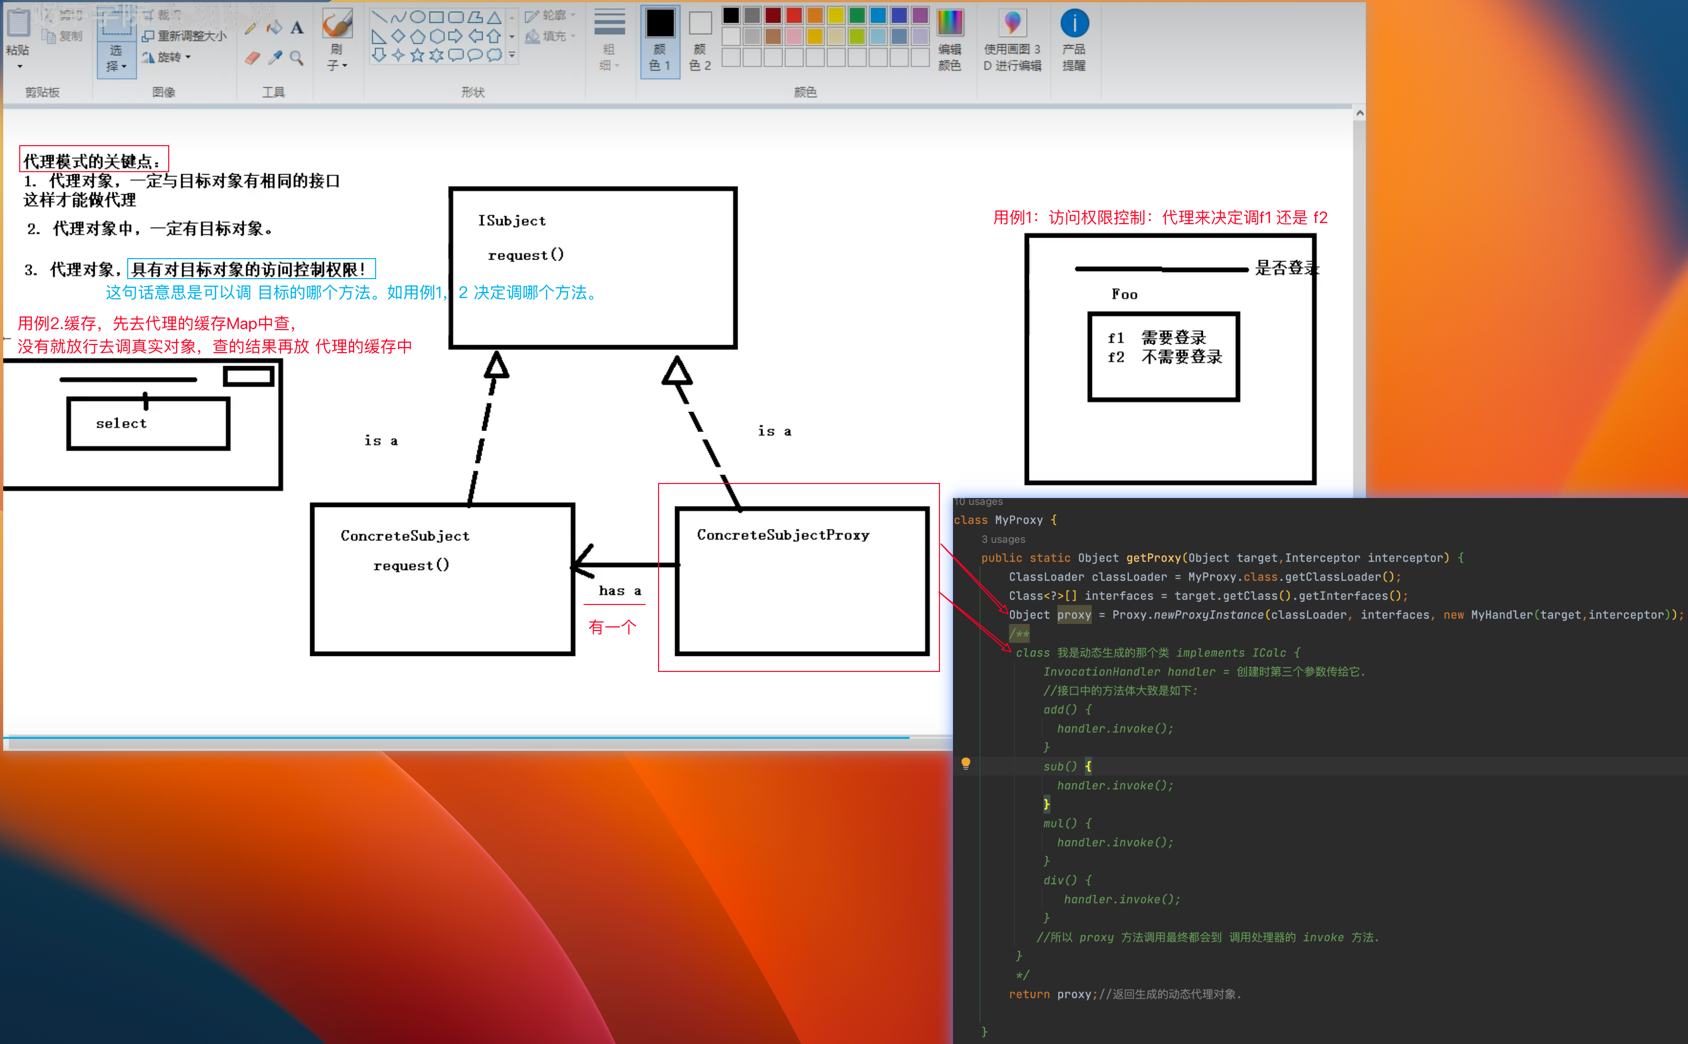 粘贴
复制
剪贴板
选
择
裁剪
重新调整大小
旋转
图像
A
工具
刷
子
形状
轮廓
填充
粗
细
颜
色 1
颜
色 2
颜色
编辑
颜色
使用画图 3
D 进行编辑
产品
提醒
代理模式的关键点：
1. 代理对象，一定与目标对象有相同的接口
这样才能做代理
2. 代理对象中，一定有目标对象。
3. 代理对象，具有对目标对象的访问控制权限！
这句话意思是可以调 目标的哪个方法。如用例1，2 决定调哪个方法。
用例2.缓存，先去代理的缓存Map中查，
没有就放行去调真实对象，查的结果再放 代理的缓存中
select
ISubject
request()
is a
is a
ConcreteSubject
request()
has a
有一个
ConcreteSubjectProxy
用例1：访问权限控制：代理来决定调f1 还是 f2
是否登录
Foo
f1 需要登录
f2 不需要登录
10 usages
class MyProxy {
3 usages
public static Object getProxy(Object target,Interceptor interceptor) {
ClassLoader classLoader = MyProxy.class.getClassLoader();
Class<?>[] interfaces = target.getClass().getInterfaces();
Object proxy = Proxy.newProxyInstance(classLoader, interfaces, new MyHandler(target,interceptor));
/**
class 我是动态生成的那个类 implements ICalc {
InvocationHandler handler = 创建时第三个参数传给它.
//接口中的方法体大致是如下:
add() {
handler.invoke();
}
sub() {
handler.invoke();
}
mul() {
handler.invoke();
}
div() {
handler.invoke();
}
//所以 proxy 方法调用最终都会到 调用处理器的 invoke 方法.
}
*/
return proxy;//返回生成的动态代理对象.
}